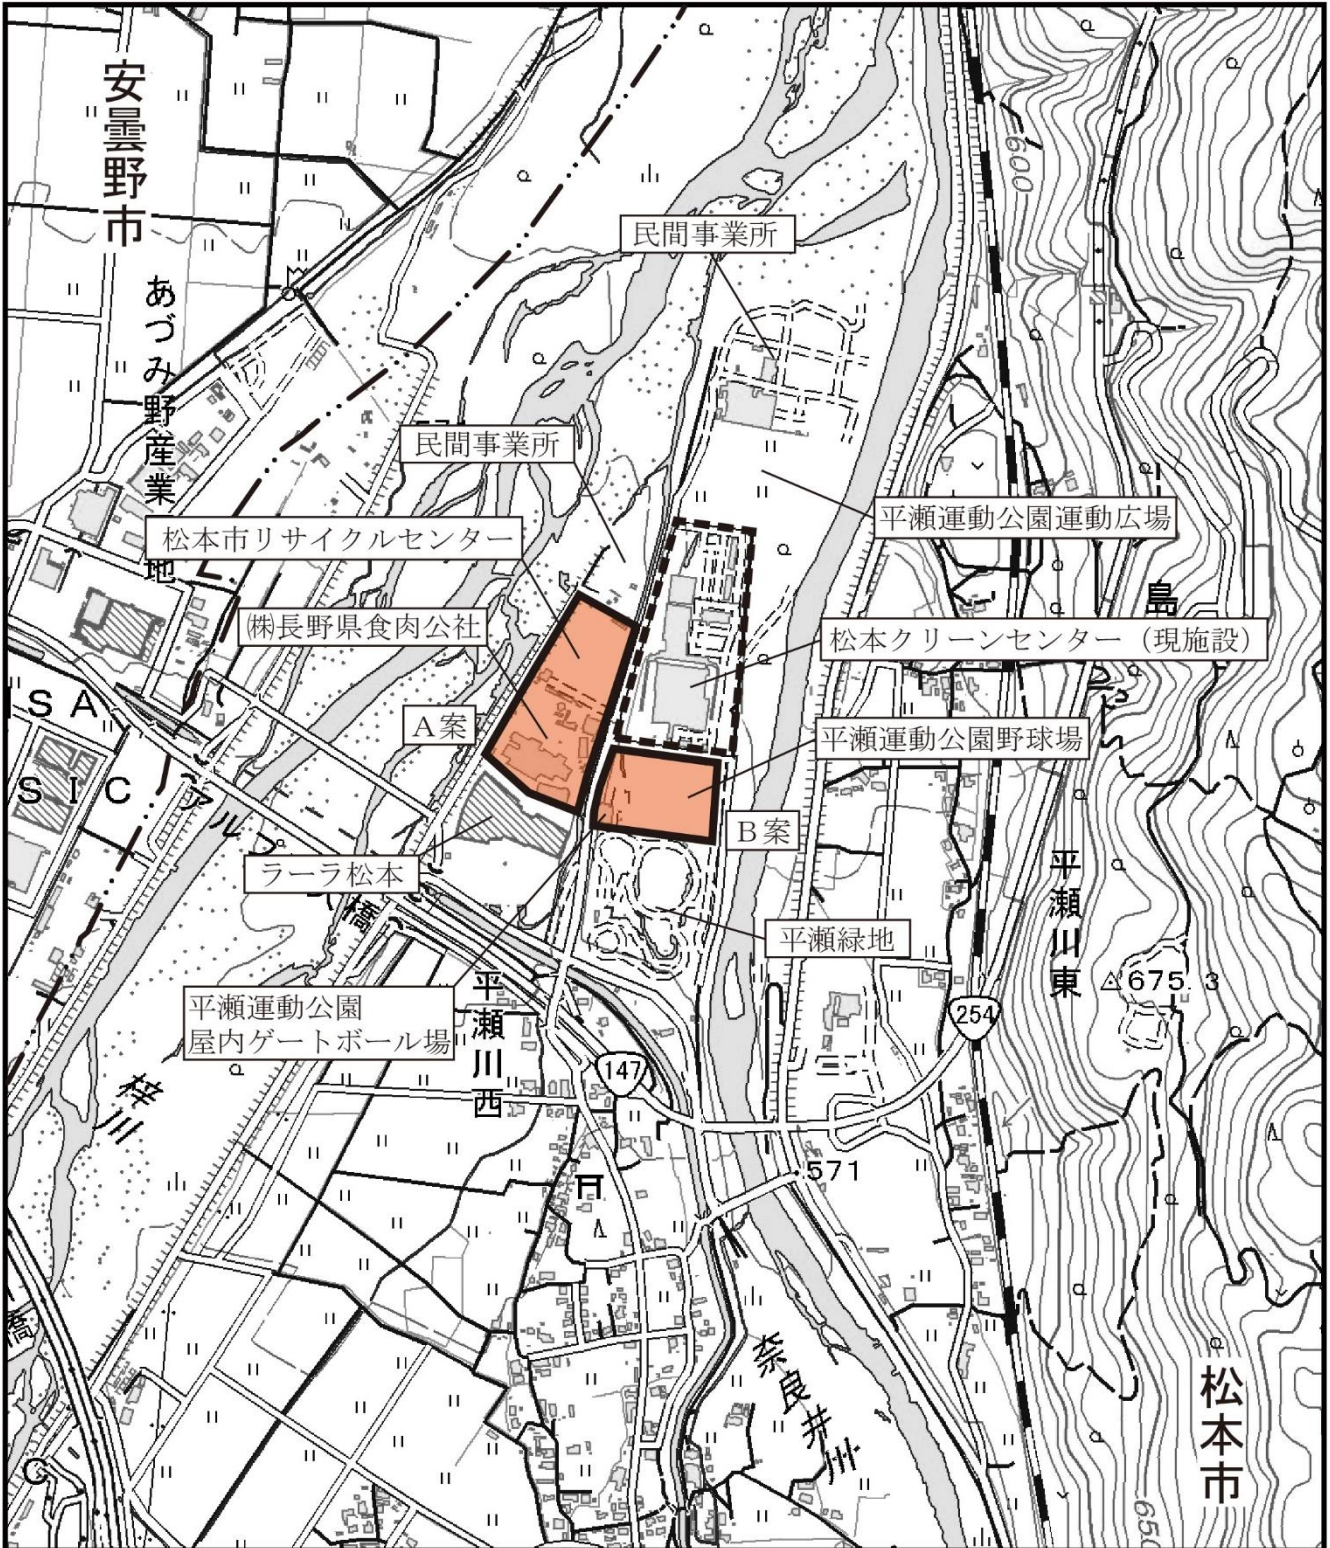 安曇野市
あづみ野産業
地
民間事業所
民間事業所
平瀬運動公園運動広場
松本市リサイクルセンター
600
島
㈱長野県食肉公社
松本クリーンセンター（現施設）
A案
平瀬運動公園野球場
ISA
SIC
B案
ラーラ松本
橋
平瀬緑地
平瀬川東
675.3
平瀬運動公園
屋内ゲートボール場
平瀬川西
254
147
梓川
571
奈良井川
橋
松本市
C
650